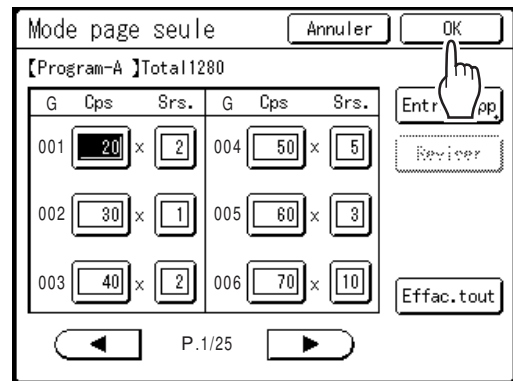 Mode page seule Annuler OK
【Program-A 】Total1280
G Cps Srs. G Cps Srs.
001 20 x 2 004 50 x 5
002 30 x 1 005 60 x 3
003 40 x 2 006 70 x 10
Reviser
Effac.tout
◀ P.1/25 ▶